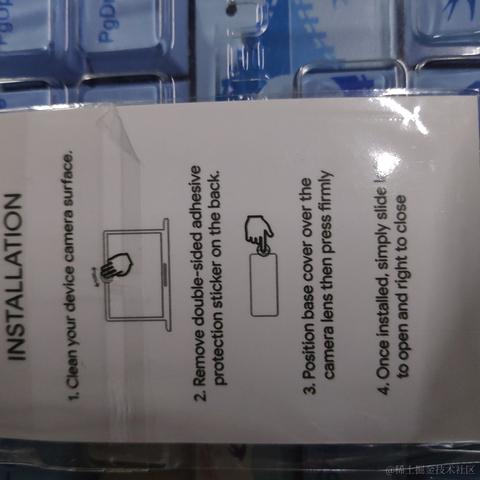 PgUp
PgD
INSTALLATION
1. Clean your device camera surface.
2. Remove double-sided adhesive
protection sticker on the back.
3. Position base cover over the
camera lens then press firmly
4. Once installed, simply slide
to open and right to close
@稀土掘金技术社区